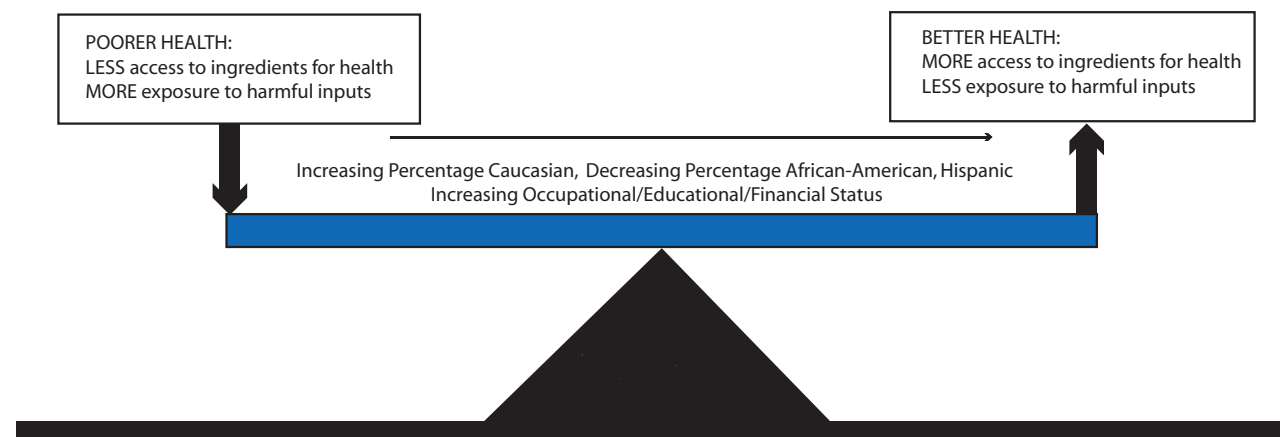 POORER HEALTH:
LESS access to ingredients for health
MORE exposure to harmful inputs
BETTER HEALTH:
MORE access to ingredients for health
LESS exposure to harmful inputs
Increasing Percentage Caucasian, Decreasing Percentage African-American, Hispanic
Increasing Occupational/Educational/Financial Status